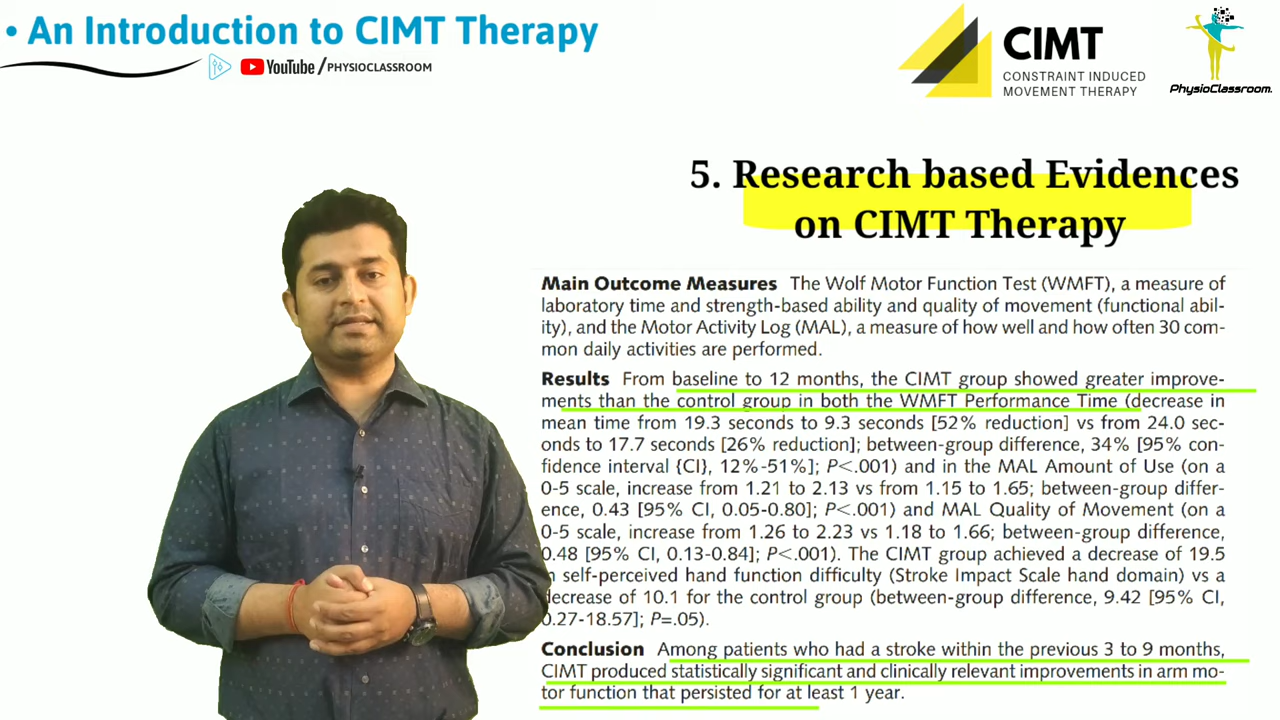 • An Introduction to CIMT Therapy
YouTube / PHYSIOCLASSROOM
CIMT
CONSTRAINT INDUCED
MOVEMENT THERAPY
PhysioClassroom.
5. Research based Evidences
on CIMT Therapy
Main Outcome Measures The Wolf Motor Function Test (WMFT), a measure of
laboratory time and strength-based ability and quality of movement (functional abil-
ity), and the Motor Activity Log (MAL), a measure of how well and how often 30 com-
mon daily activities are performed.
Results From baseline to 12 months, the CIMT group showed greater improve-
ments than the control group in both the WMFT Performance Time (decrease in
mean time from 19.3 seconds to 9.3 seconds [52% reduction] vs from 24.0 sec-
onds to 17.7 seconds [26% reduction]; between-group difference, 34% [95% con-
fidence interval {CI}, 12%-51%]; P<.001) and in the MAL Amount of Use (on a
0-5 scale, increase from 1.21 to 2.13 vs from 1.15 to 1.65; between-group differ-
ence, 0.43 [95% CI, 0.05-0.80]; P<.001) and MAL Quality of Movement (on a
0-5 scale, increase from 1.26 to 2.23 vs 1.18 to 1.66; between-group difference,
0.48 [95% CI, 0.13-0.84]; P<.001). The CIMT group achieved a decrease of 19.5
self-perceived hand function difficulty (Stroke Impact Scale hand domain) vs a
decrease of 10.1 for the control group (between-group difference, 9.42 [95% CI,
0.27-18.57]; P=.05).
Conclusion Among patients who had a stroke within the previous 3 to 9 months,
CIMT produced statistically significant and clinically relevant improvements in arm mo-
tor function that persisted for at least 1 year.